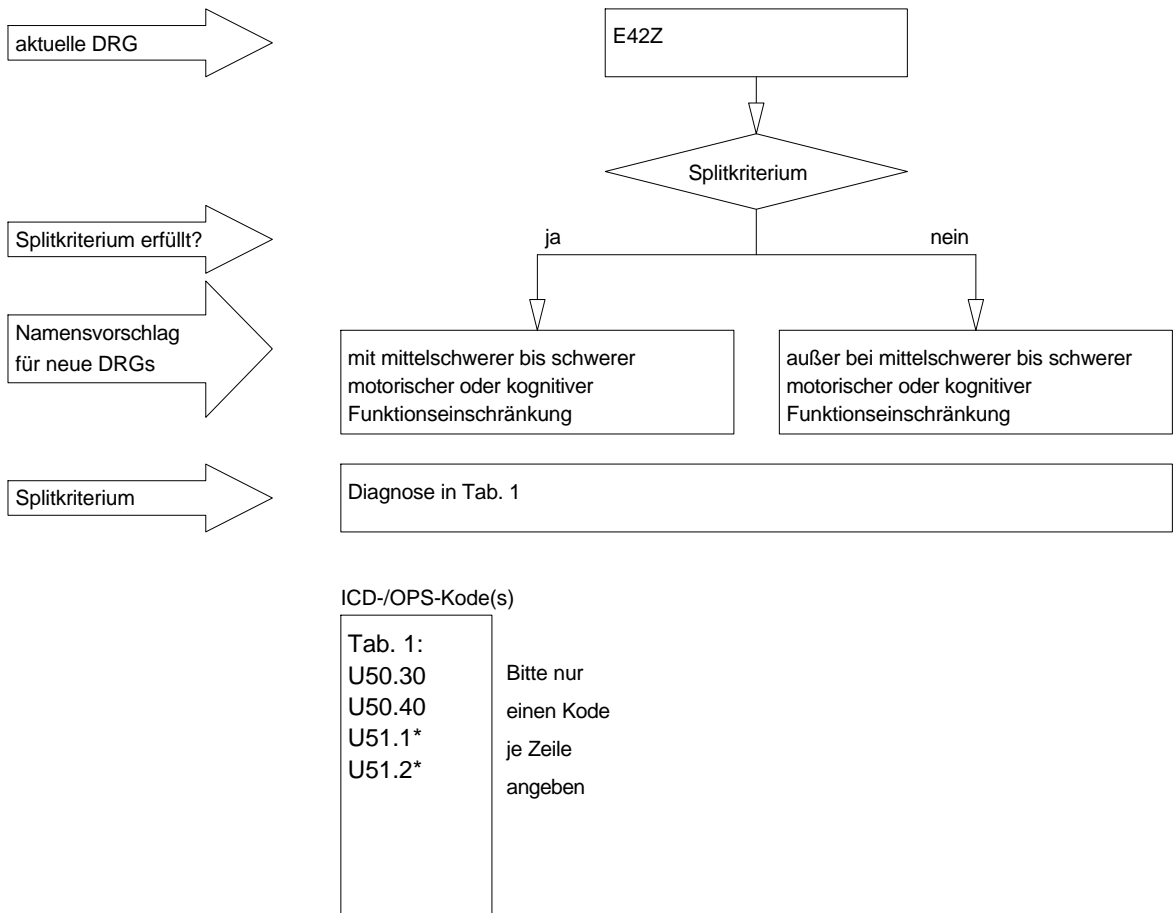 aktuelle DRG
E42Z
Splitkriterium
Splitkriterium erfüllt?
ja
nein
Namensvorschlag
für neue DRGs
mit mittelschwerer bis schwerer
motorischer oder kognitiver
Funktionseinschränkung
außer bei mittelschwerer bis schwerer
motorischer oder kognitiver
Funktionseinschränkung
Splitkriterium
Diagnose in Tab. 1
ICD-/OPS-Kode(s)
Tab. 1:
U50.30
U50.40
U51.1*
U51.2*
Bitte nur
einen Kode
je Zeile
angeben